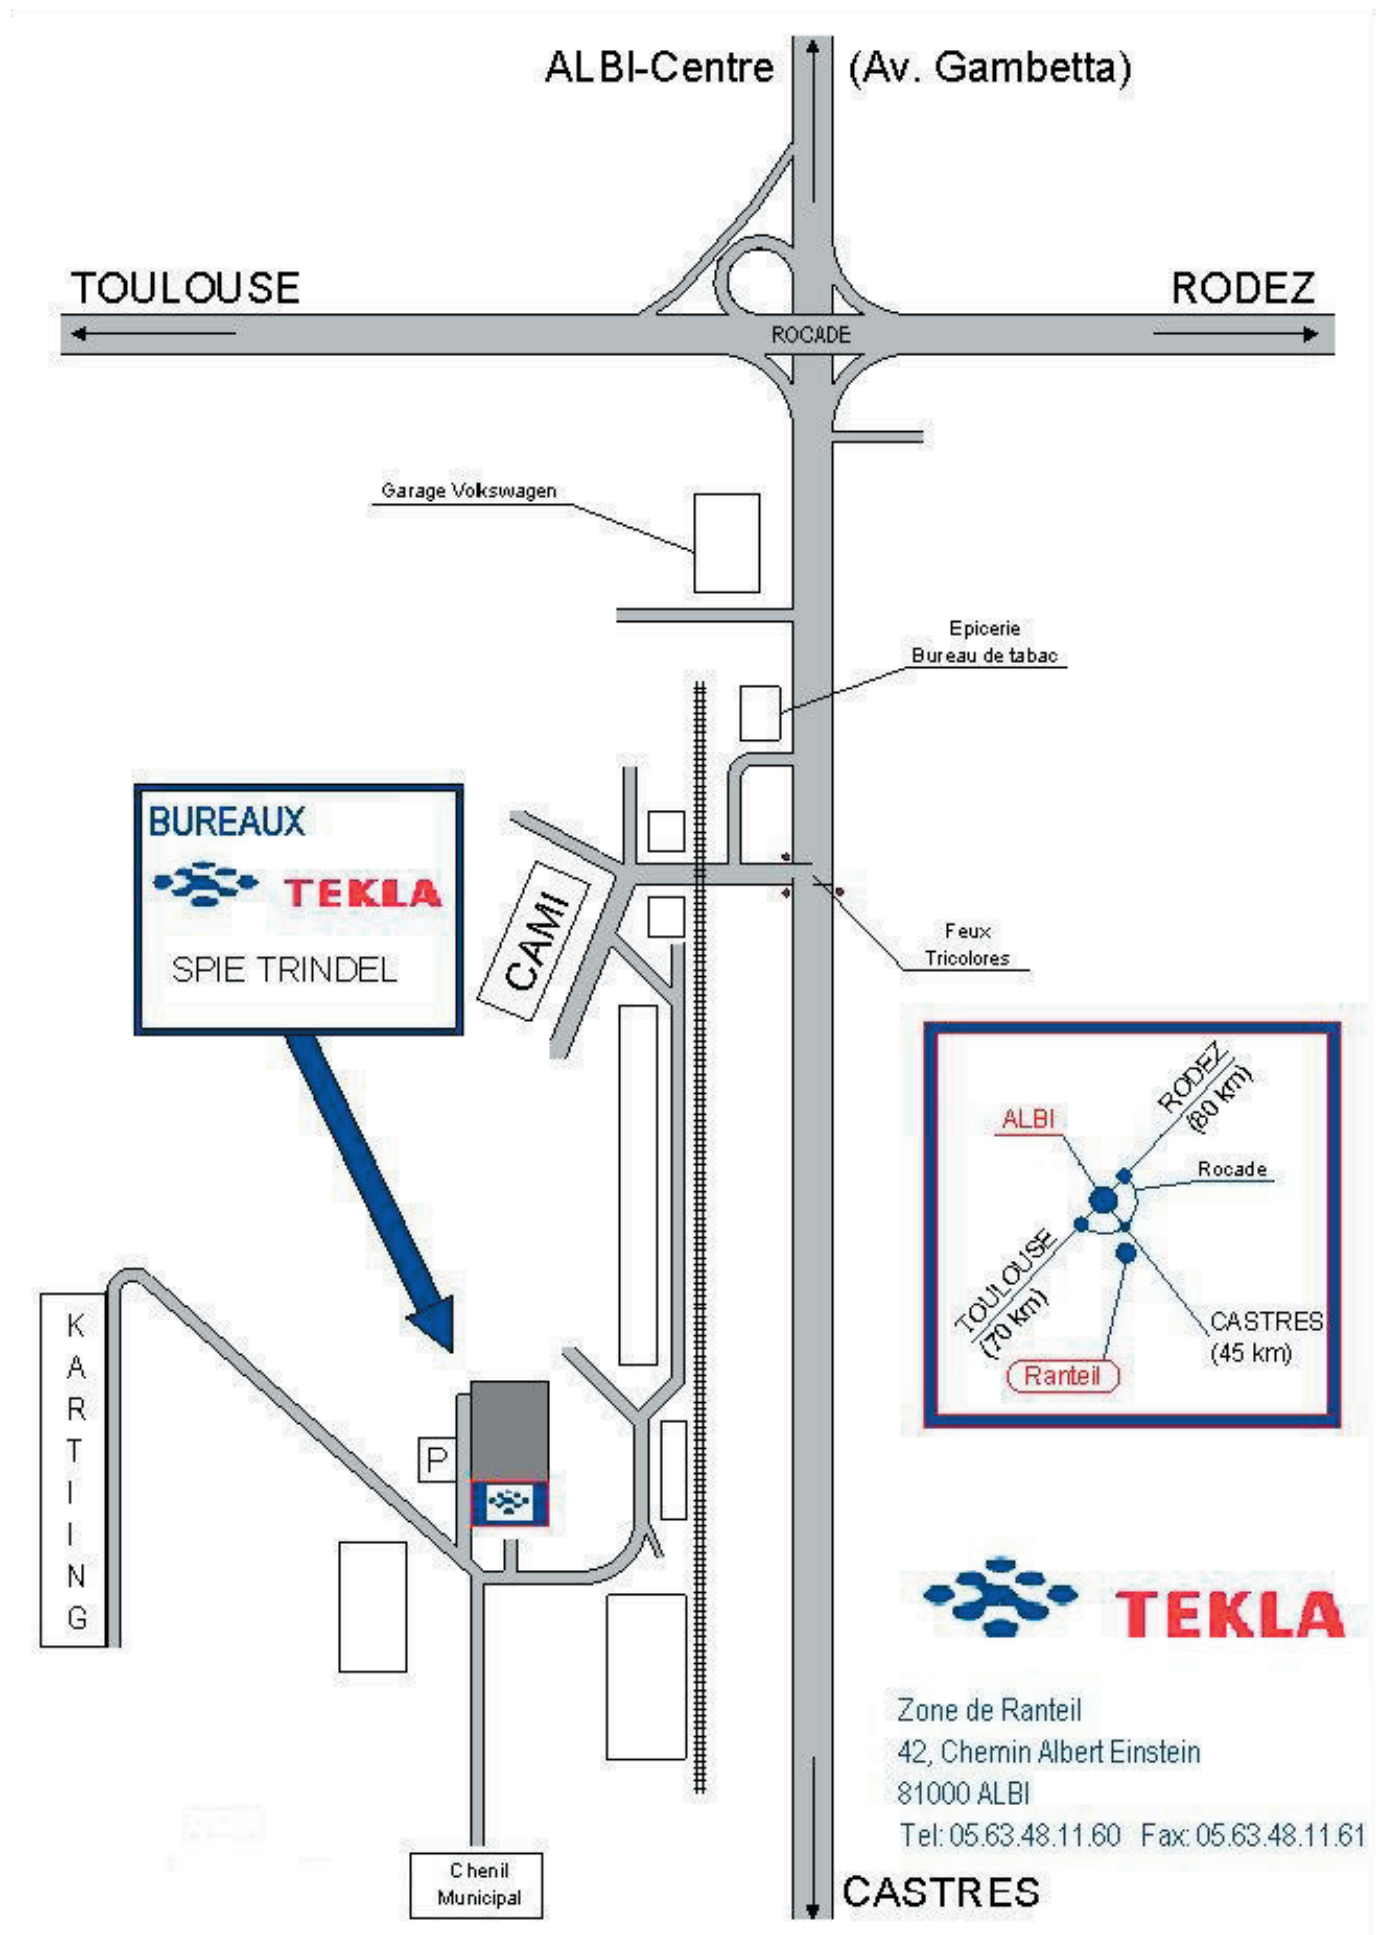 ALBI-Centre (Av. Gambetta)
TOULOUSE
RODEZ
ROCADE
Garage Volkswagen
Epicerie
Bureau de tabac
BUREAUX
TEKLA
SPIE TRINDEL
CAMI
Feux
Tricolores
RODEZ
(80 km)
ALBI
Rocade
TOULOUSE
(70 km)
CASTRES
(45 km)
Ranteil
KARTIING
P
TEKLA
Zone de Ranteil
42, Chemin Albert Einstein
81000 ALBI
Tel: 05.63.48.11.60 Fax: 05.63.48.11.61
Chenil
Municipal
CASTRES